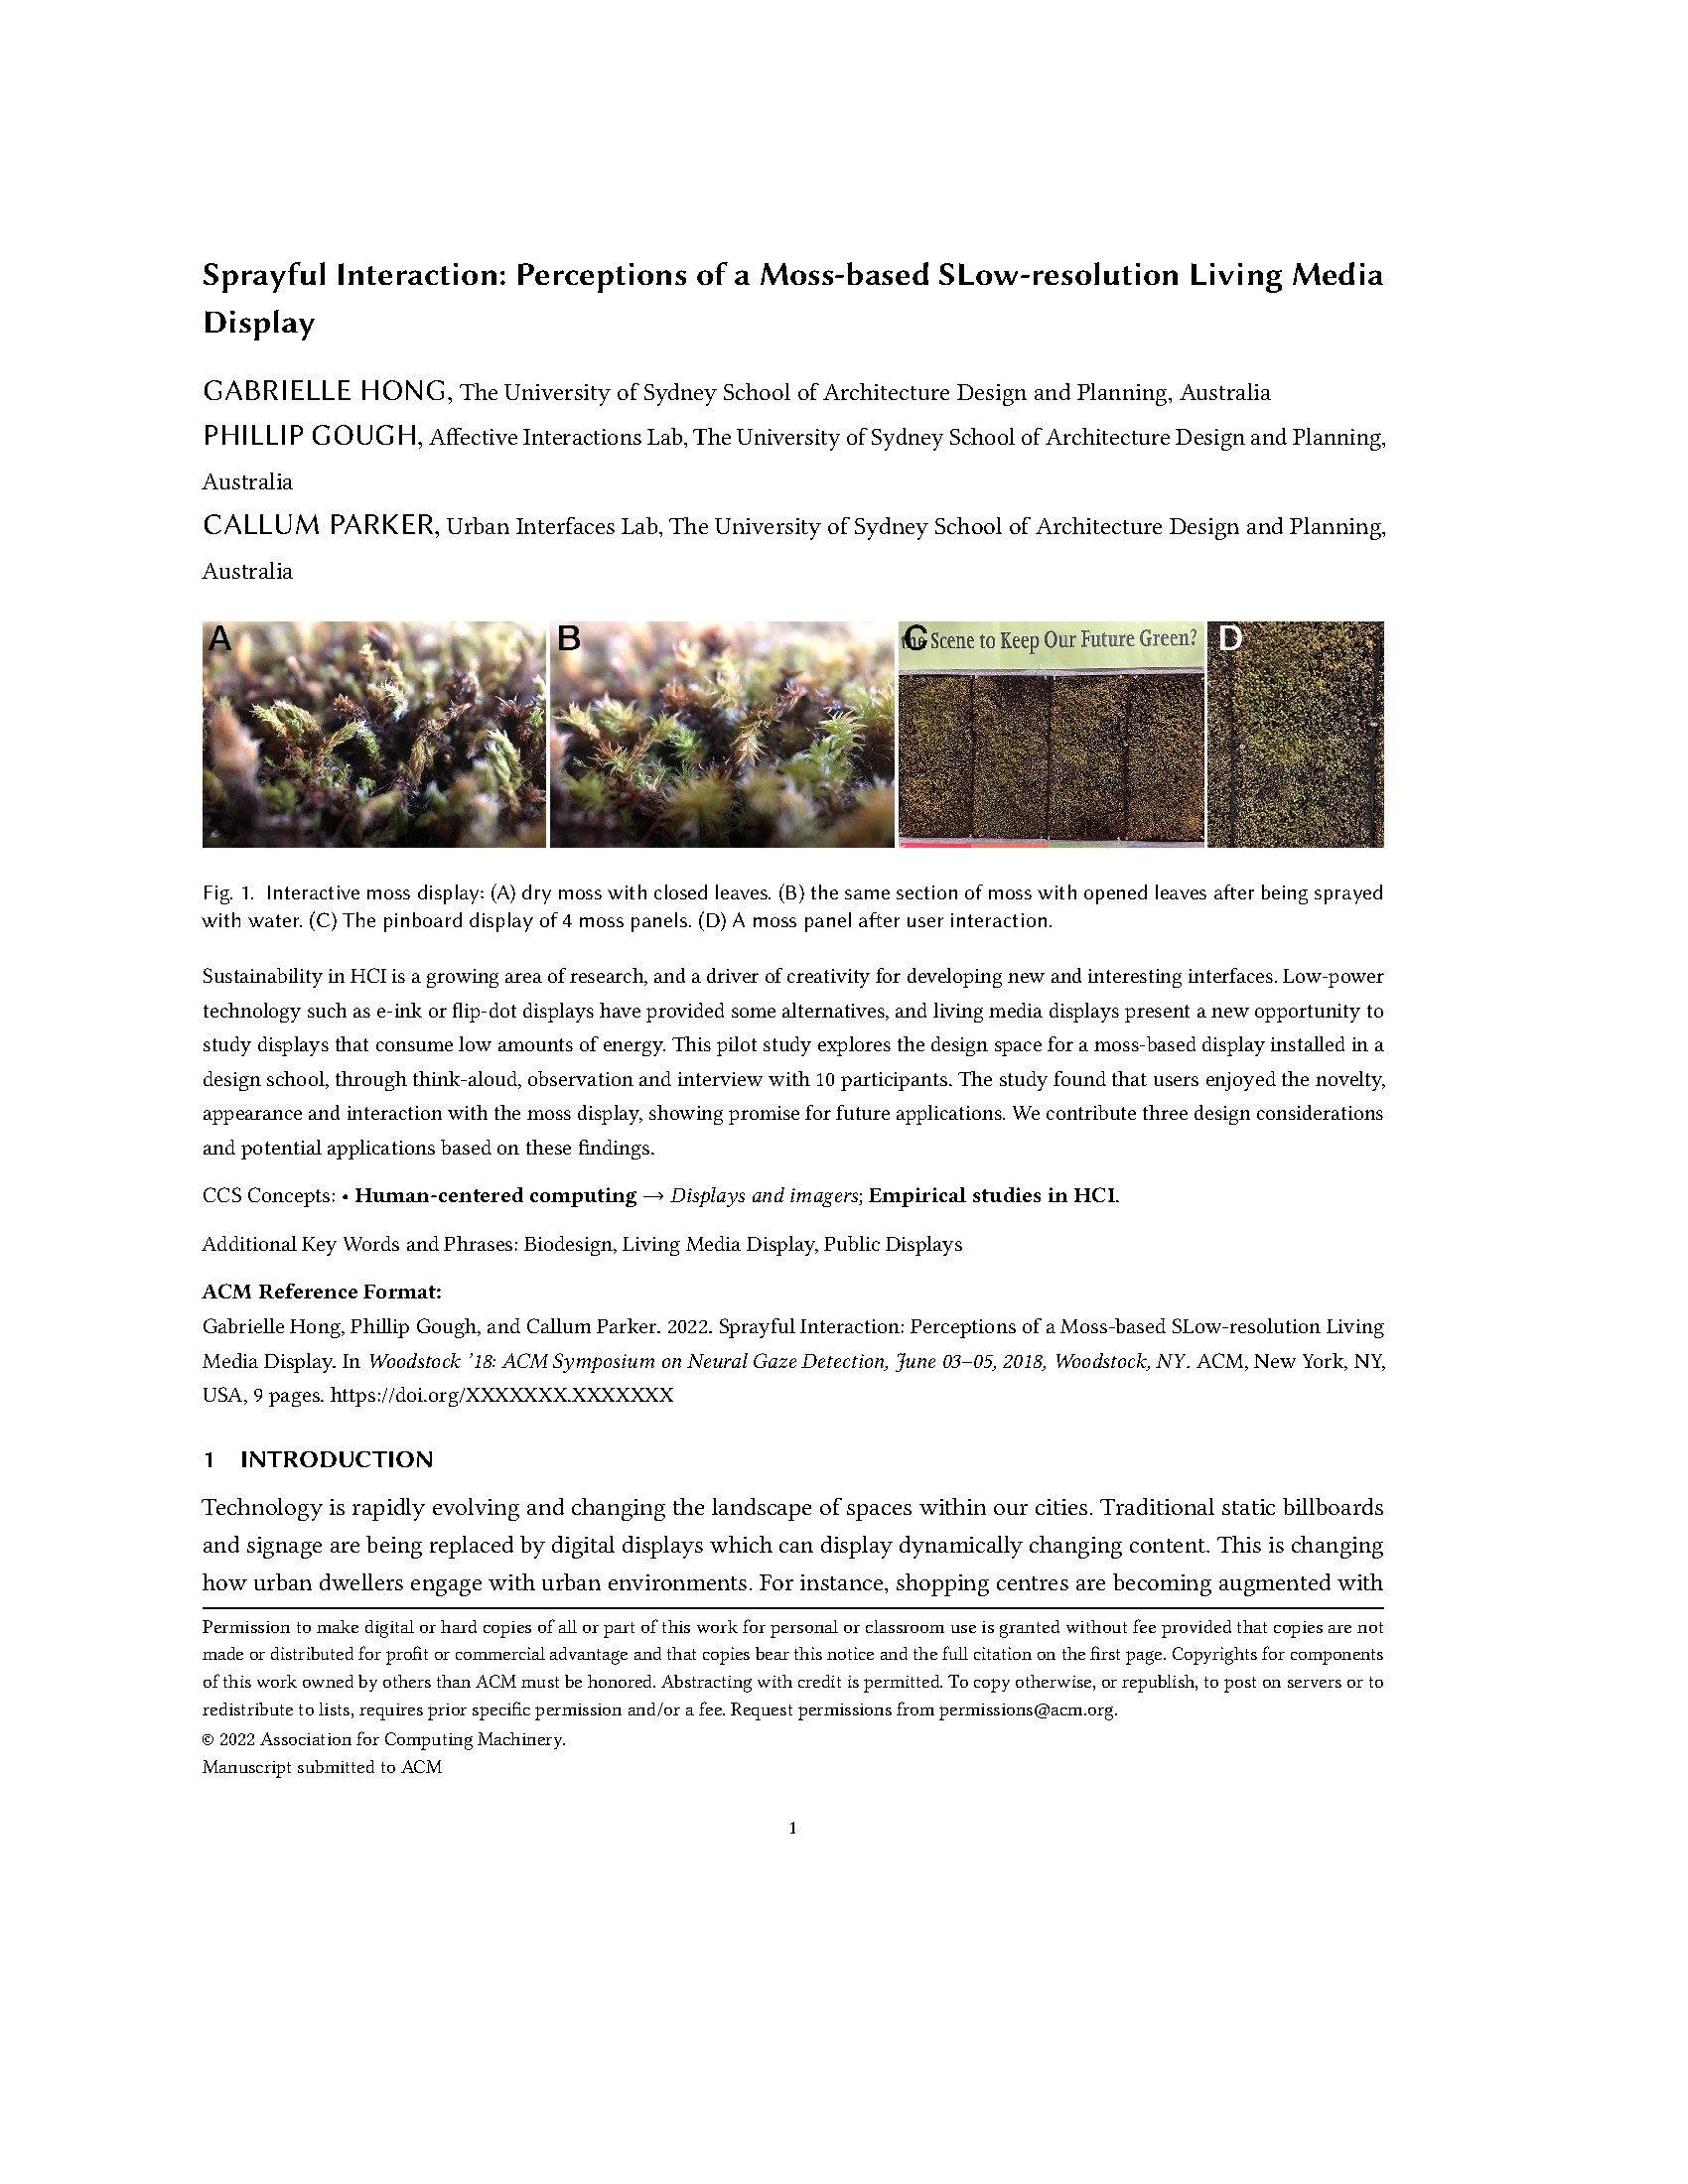 Sprayful Interaction: Perceptions of a Moss-based SLow-resolution Living Media
Display
GABRIELLE HONG, The University of Sydney School of Architecture Design and Planning, Australia
PHILLIP GOUGH, Affective Interactions Lab, The University of Sydney School of Architecture Design and Planning,
Australia
CALLUM PARKER, Urban Interfaces Lab, The University of Sydney School of Architecture Design and Planning,
Australia
A
B
C
the Scene to Keep Our Future Green?
D
Fig. 1. Interactive moss display: (A) dry moss with closed leaves. (B) the same section of moss with opened leaves after being sprayed
with water. (C) The pinboard display of 4 moss panels. (D) A moss panel after user interaction.
Sustainability in HCI is a growing area of research, and a driver of creativity for developing new and interesting interfaces. Low-power
technology such as e-ink or flip-dot displays have provided some alternatives, and living media displays present a new opportunity to
study displays that consume low amounts of energy. This pilot study explores the design space for a moss-based display installed in a
design school, through think-aloud, observation and interview with 10 participants. The study found that users enjoyed the novelty,
appearance and interaction with the moss display, showing promise for future applications. We contribute three design considerations
and potential applications based on these findings.
CCS Concepts: • Human-centered computing → Displays and imagers; Empirical studies in HCI.
Additional Key Words and Phrases: Biodesign, Living Media Display, Public Displays
ACM Reference Format:
Gabrielle Hong, Phillip Gough, and Callum Parker. 2022. Sprayful Interaction: Perceptions of a Moss-based SLow-resolution Living
Media Display. In Woodstock ’18: ACM Symposium on Neural Gaze Detection, June 03–05, 2018, Woodstock, NY. ACM, New York, NY,
USA, 9 pages. https://doi.org/XXXXXXX.XXXXXXX
1 INTRODUCTION
Technology is rapidly evolving and changing the landscape of spaces within our cities. Traditional static billboards
and signage are being replaced by digital displays which can display dynamically changing content. This is changing
how urban dwellers engage with urban environments. For instance, shopping centres are becoming augmented with
Permission to make digital or hard copies of all or part of this work for personal or classroom use is granted without fee provided that copies are not
made or distributed for profit or commercial advantage and that copies bear this notice and the full citation on the first page. Copyrights for components
of this work owned by others than ACM must be honored. Abstracting with credit is permitted. To copy otherwise, or republish, to post on servers or to
redistribute to lists, requires prior specific permission and/or a fee. Request permissions from permissions@acm.org.
© 2022 Association for Computing Machinery.
Manuscript submitted to ACM
1